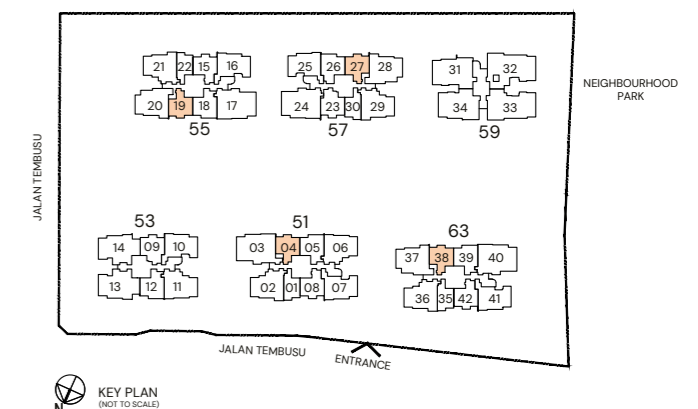 21 22 15 16
20 19 18 17
55
25 26 27 28
24 23 30 29
57
31 32
34 33
59
NEIGHBOURHOOD
PARK
JALAN TEMBUSU
53
14 09 10
13 12 11
51
03 04 05 06
02 01 08 07
63
37 38 39 40
36 35 42 41
JALAN TEMBUSU
ENTRANCE
N
KEY PLAN
(NOT TO SCALE)